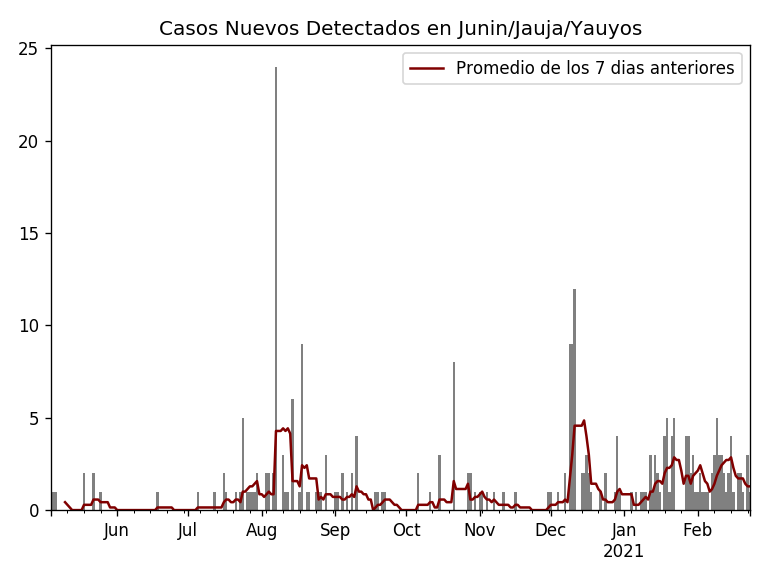 Casos Nuevos Detectados en Junin/Jauja/Yauyos
Promedio de los 7 dias anteriores
25
20
15
10
5
0
Jun Jul Aug Sep Oct Nov Dec Jan Feb
2021